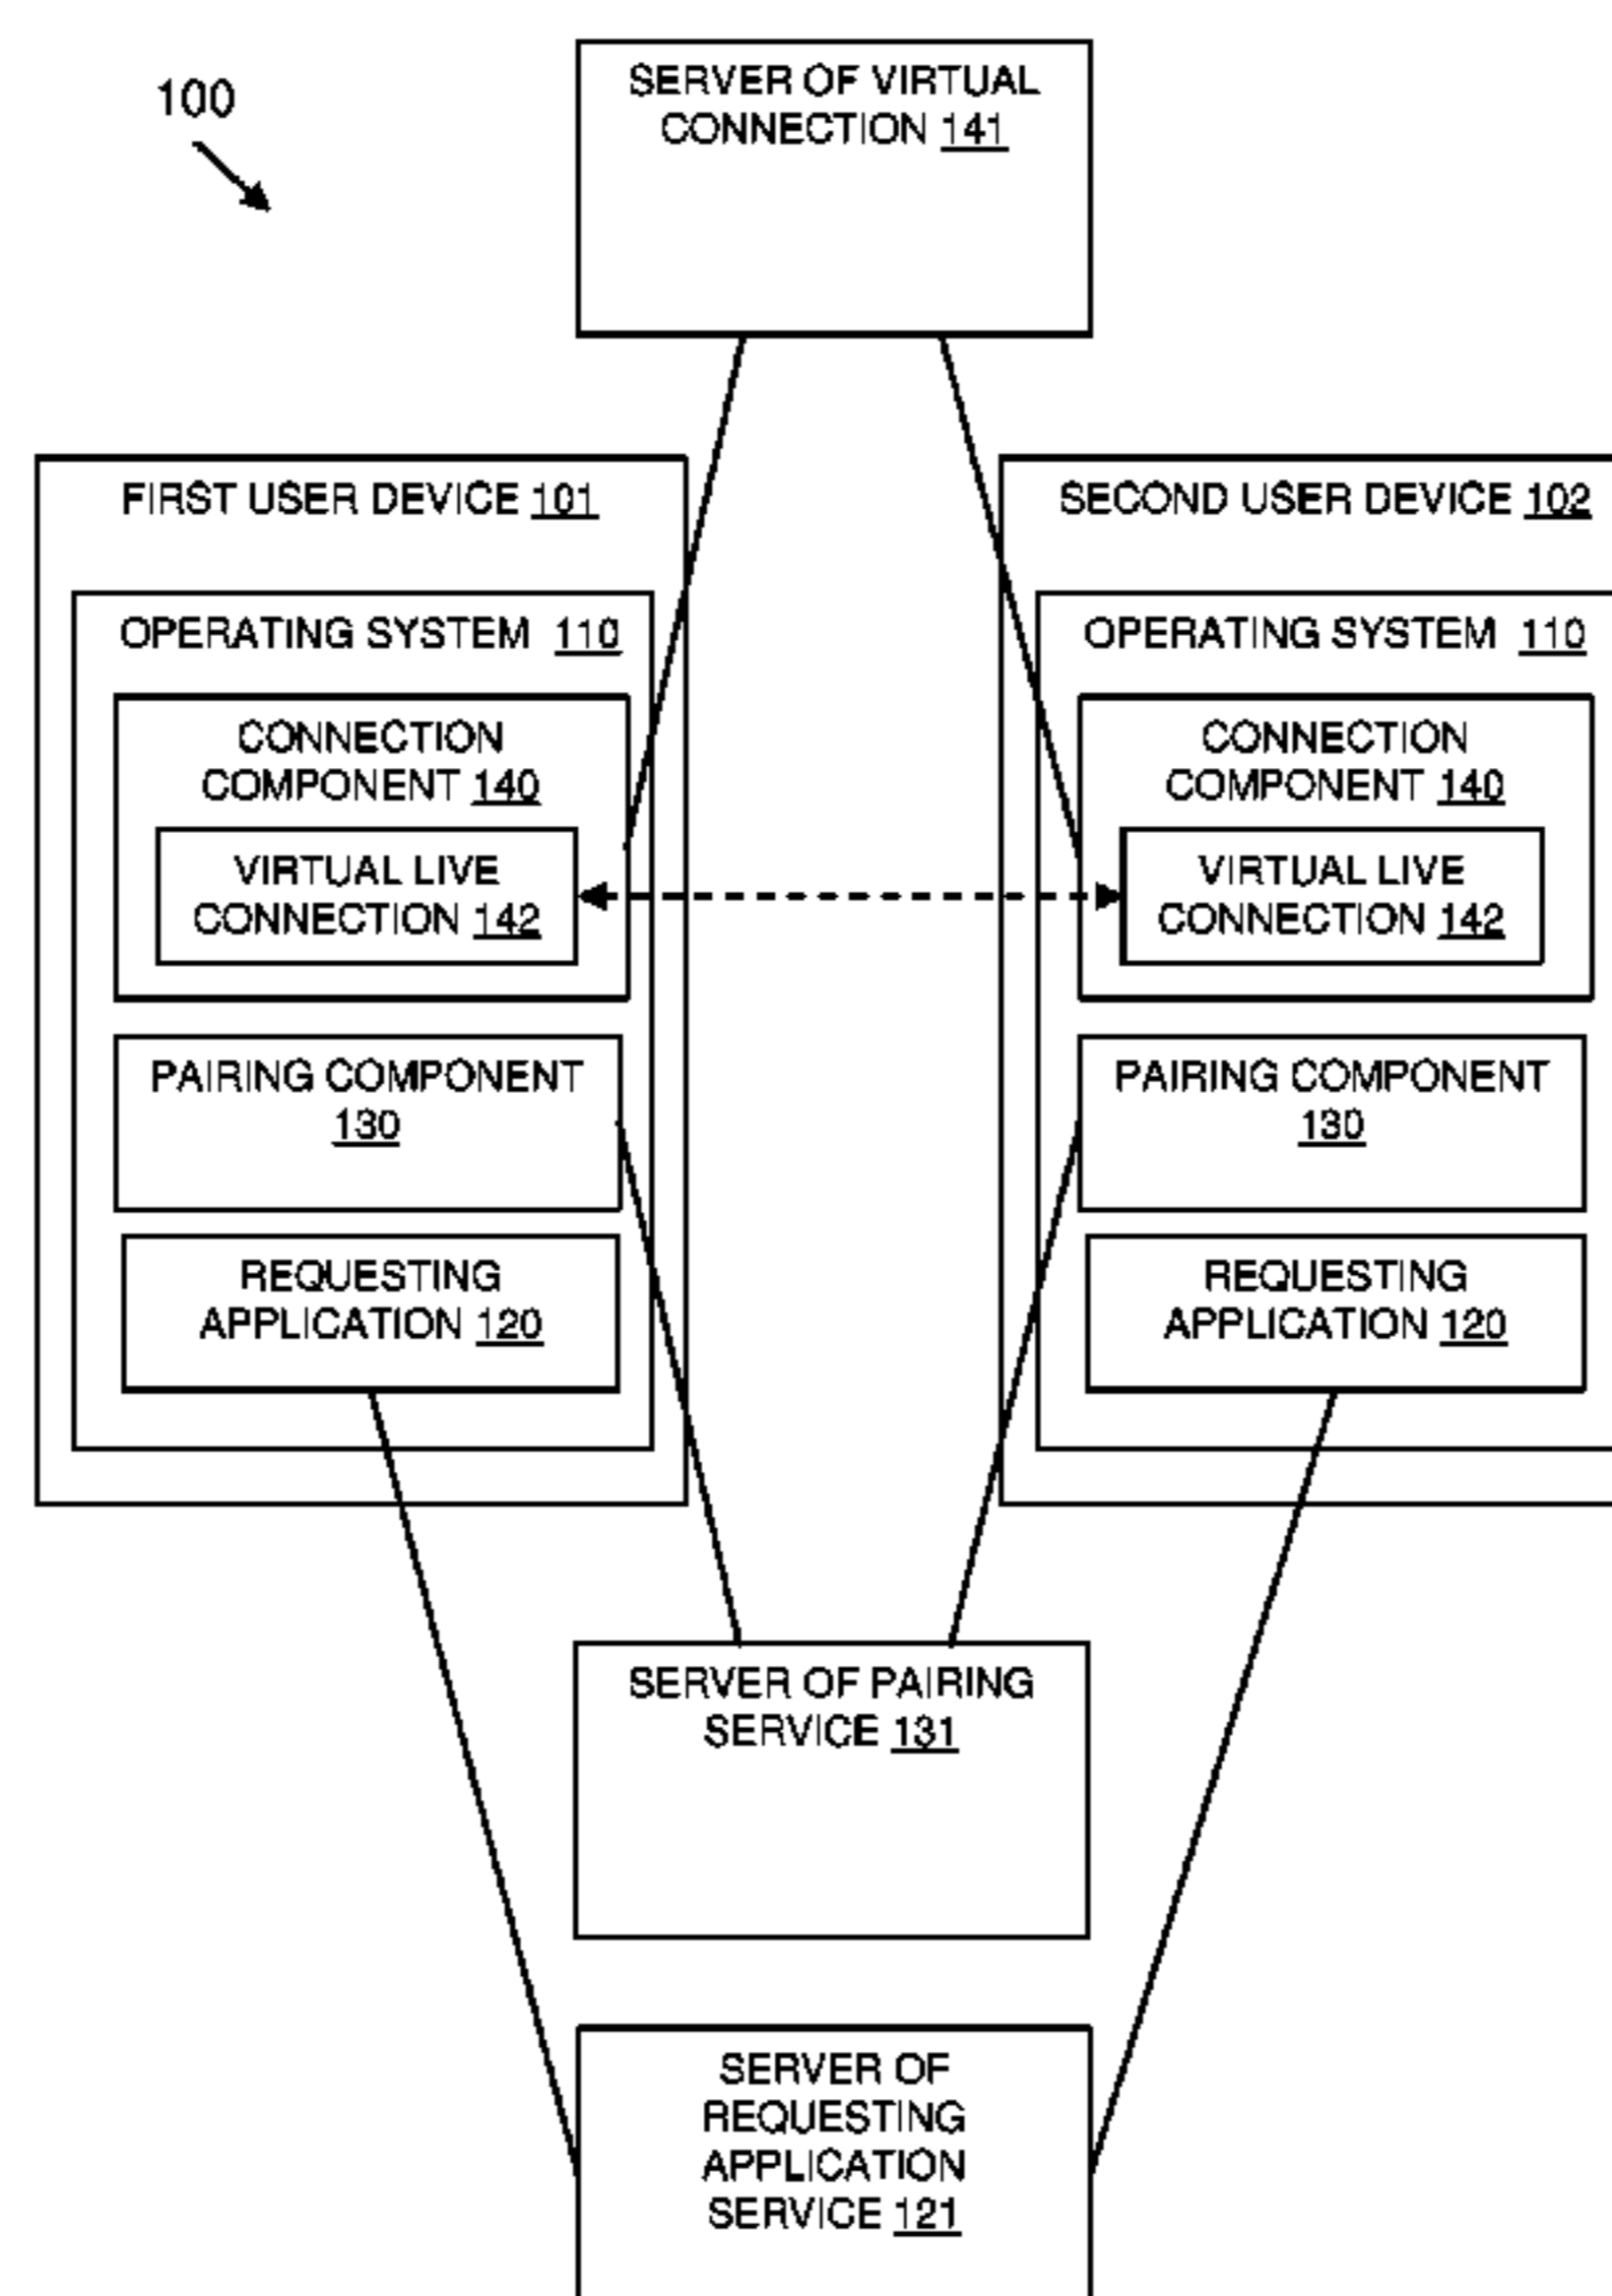 100
SERVER OF VIRTUAL
CONNECTION 141
FIRST USER DEVICE 101
OPERATING SYSTEM 110
CONNECTION
COMPONENT 140
VIRTUAL LIVE
CONNECTION 142
PAIRING COMPONENT
130
REQUESTING
APPLICATION 120
SECOND USER DEVICE 102
OPERATING SYSTEM 110
CONNECTION
COMPONENT 140
VIRTUAL LIVE
CONNECTION 142
PAIRING COMPONENT
130
REQUESTING
APPLICATION 120
SERVER OF PAIRING
SERVICE 131
SERVER OF
REQUESTING
APPLICATION
SERVICE 121